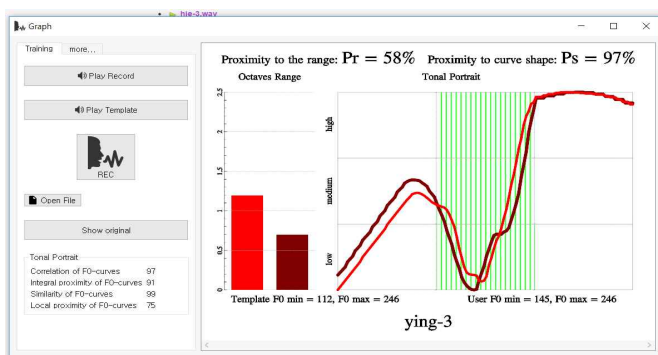 hie-3.wav
Graph
Training more...
Play Record
Play Template
REC
Open File
Show original
Tonal Portrait
Correlation of F0-curves 97
Integral proximity of F0-curves 91
Similarity of F0-curves 99
Local proximity of F0-curves 75
Proximity to the range: Pr = 58% Proximity to curve shape: Ps = 97%
Octaves Range Tonal Portrait
2.5
2
1.5
1
0.5
0
high
medium
low
Template F0 min = 112, F0 max = 246 User F0 min = 145, F0 max = 246
ying-3